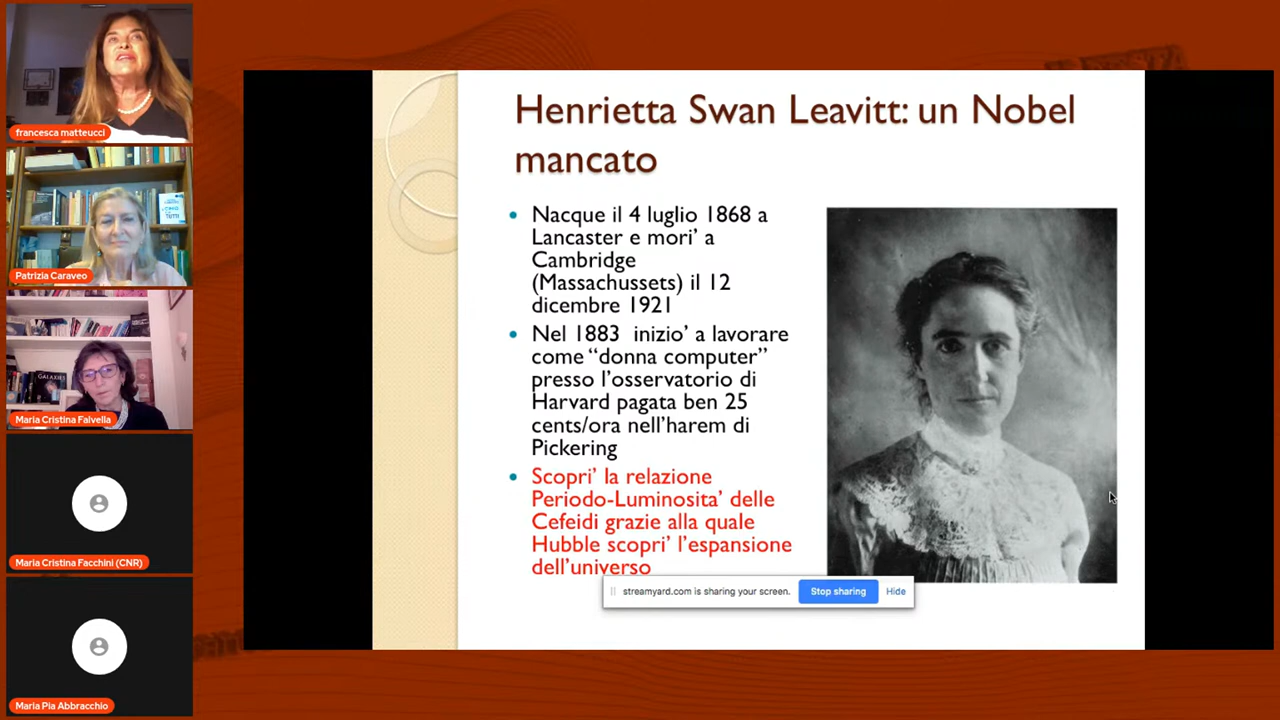 francesca matteucci
Patrizia Caraveo
Maria Cristina Falvella
GALAXIES
Maria Cristina Facchini (CNR)
Maria Pia Abbracchio
Henrietta Swan Leavitt: un Nobel
mancato
Nacque il 4 luglio 1868 a
Lancaster e mori' a
Cambridge
(Massachussets) il 12
dicembre 1921
Nel 1883 inizio' a lavorare
come “donna computer”
presso l'osservatorio di
Harvard pagata ben 25
cents/ora nell'harem di
Pickering
Scopri' la relazione
Periodo-Luminosita' delle
Cefeidi grazie alla quale
Hubble scopri' l'espansione
dell'universo
streamyard.com is sharing your screen.
Stop sharing
Hide